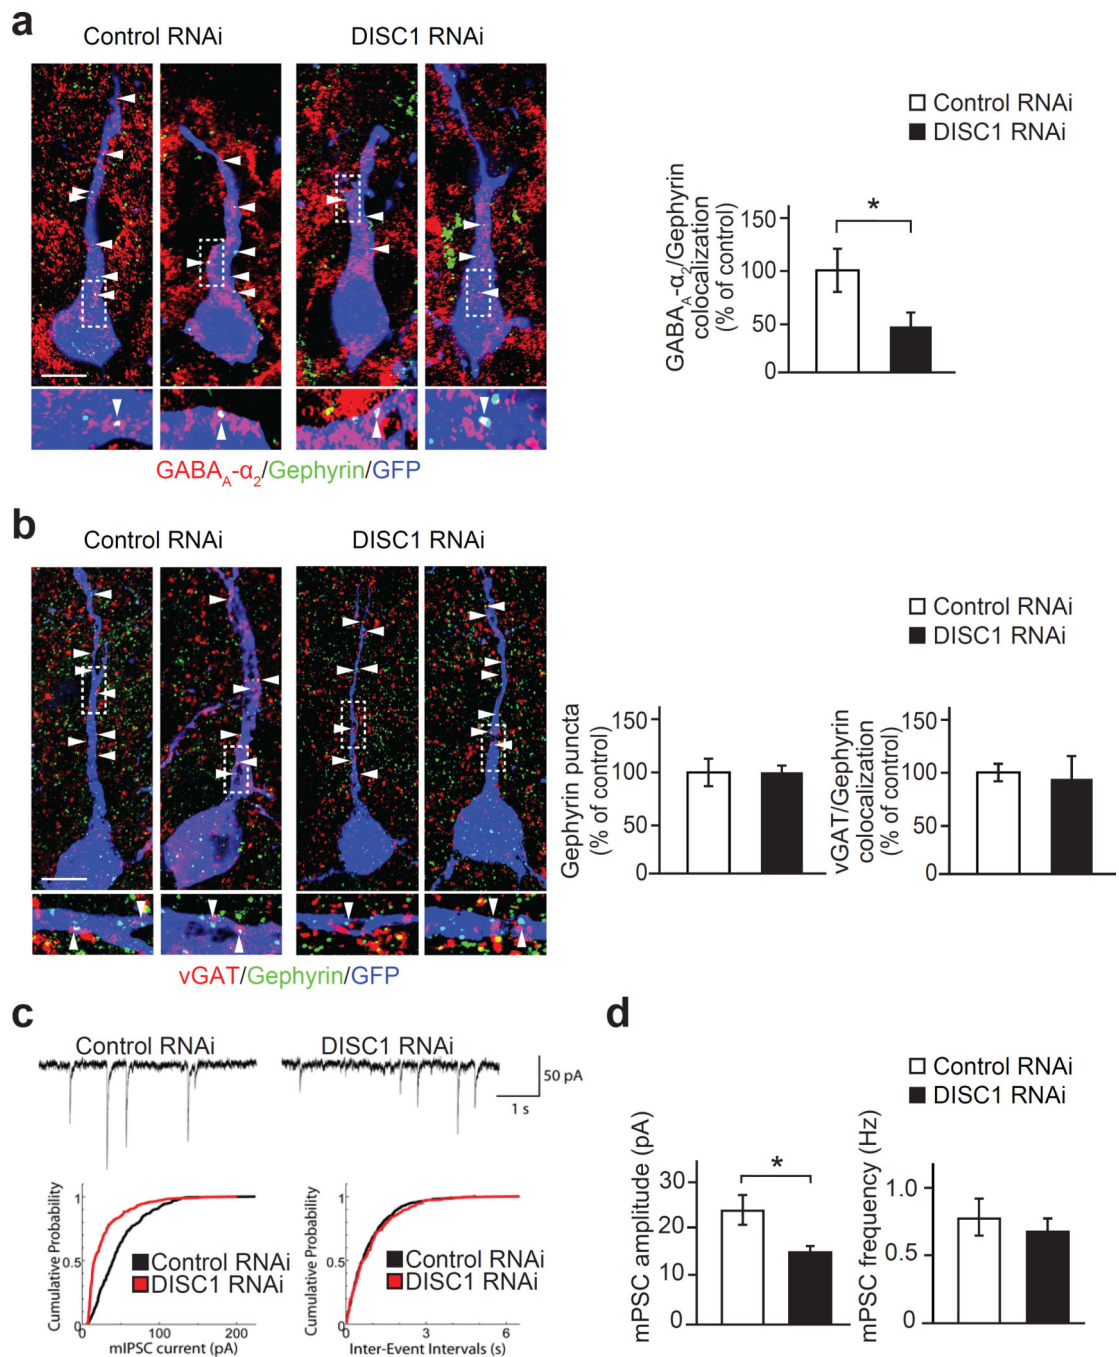 a
Control RNAi
DISC1 RNAi
GABAA-α2/Gephyrin/GFP
Control RNAi
DISC1 RNAi
GABAA-α2/Gephyrin
colocalization
(% of control)
150
100
50
0
*
b
Control RNAi
DISC1 RNAi
vGAT/Gephyrin/GFP
Control RNAi
DISC1 RNAi
Gephyrin puncta
(% of control)
150
100
50
0
vGAT/Gephyrin
colocalization
(% of control)
150
100
50
0
c
Control RNAi
DISC1 RNAi
50 pA
1 s
Cumulative Probability
1
0.5
0
0
100
200
mIPSC current (pA)
Control RNAi
DISC1 RNAi
Cumulative Probability
1
0.5
0
0
3
6
Inter-Event Intervals (s)
Control RNAi
DISC1 RNAi
d
Control RNAi
DISC1 RNAi
mPSC amplitude (pA)
30
20
10
0
*
mPSC frequency (Hz)
1.0
0.5
0